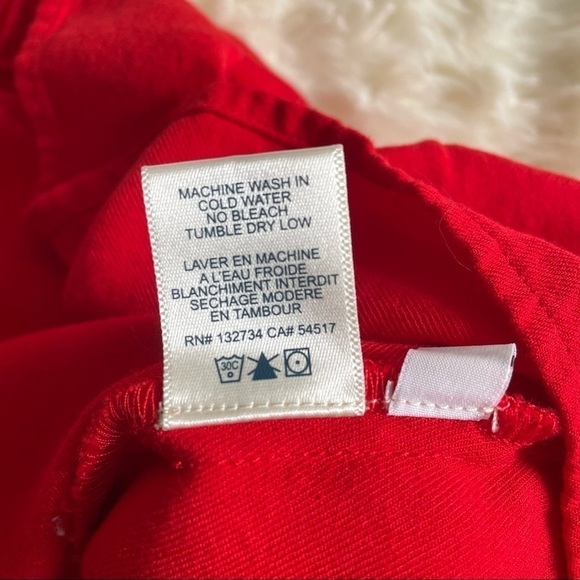 MACHINE WASH IN
COLD WATER
NO BLEACH
TUMBLE DRY LOW
LAVER EN MACHINE
A L'EAU FROIDE
BLANCHIMENT INTERDIT
SECHAGE MODERE
EN TAMBOUR
RN# 132734 CA# 54517
30C